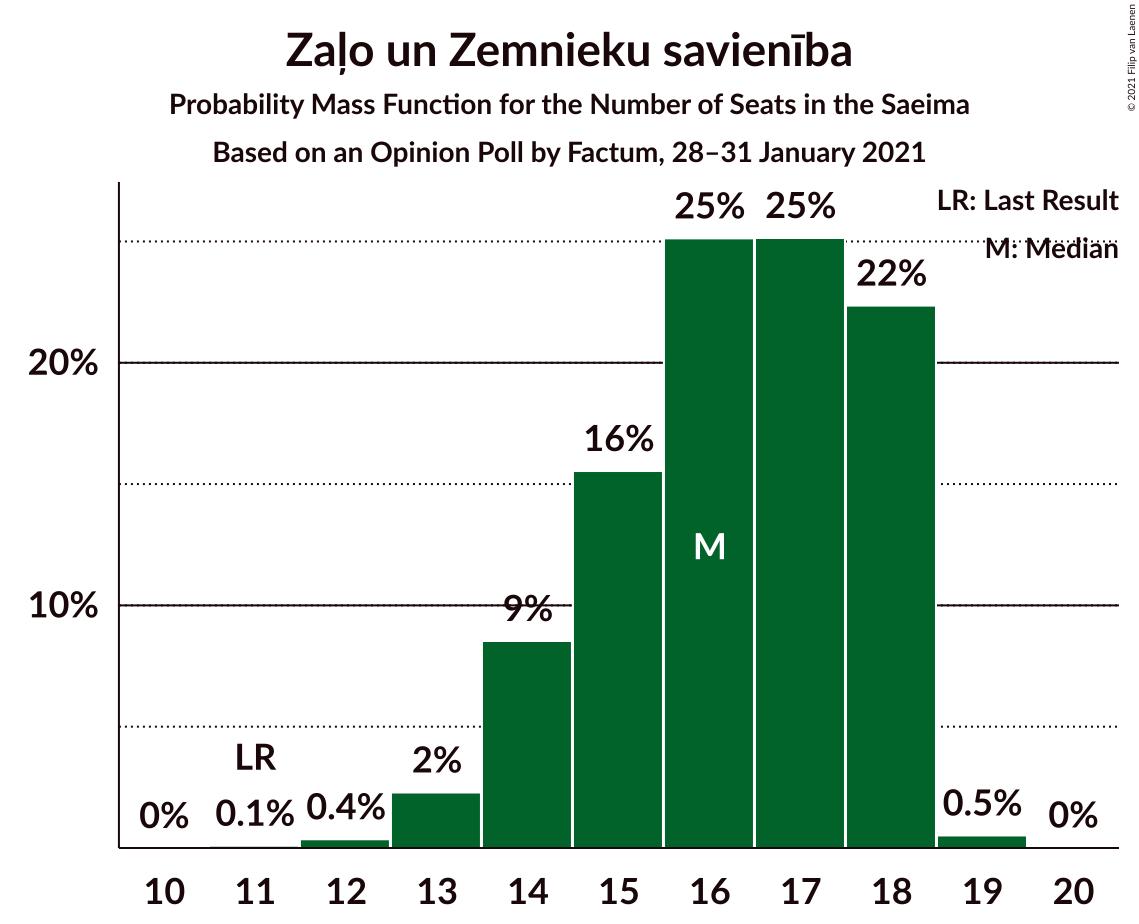 Zaļo un Zemnieku savienība
Probability Mass Function for the Number of Seats in the Saeima
Based on an Opinion Poll by Factum, 28–31 January 2021
© 2021 Filip van Laenen
LR: Last Result
M: Median
25% 25%
22%
20%
16%
M
10%
9%
LR
2%
0% 0.1% 0.4% 0.5% 0%
10 11 12 13 14 15 16 17 18 19 20